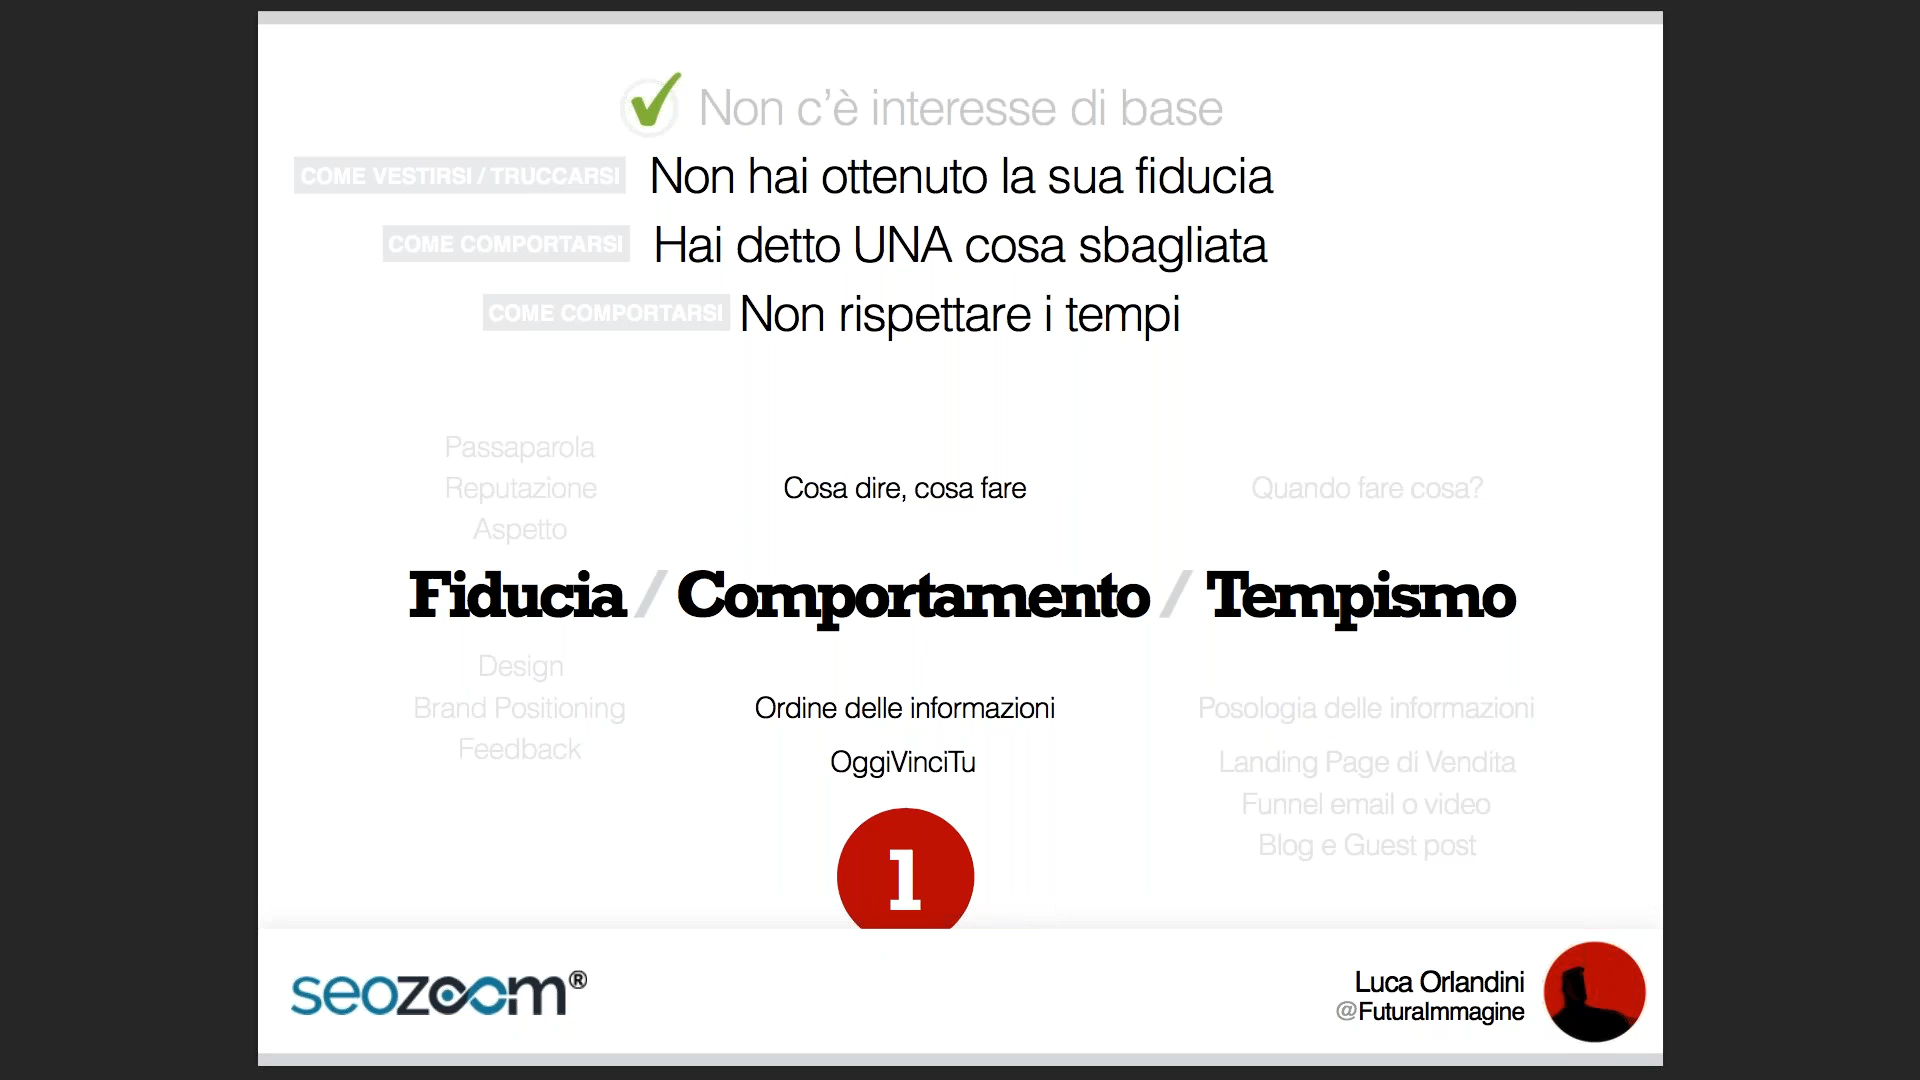 Non c’è interesse di base
COME VESTIRSI / TRUCCARSI Non hai ottenuto la sua fiducia
COME COMPORTARSI Hai detto UNA cosa sbagliata
COME COMPORTARSI Non rispettare i tempi
Passaparola
Reputazione
Aspetto
Cosa dire, cosa fare
Quando fare cosa?
Fiducia / Comportamento / Tempismo
Design
Brand Positioning
Feedback
Ordine delle informazioni
OggiVinciTu
1
Posologia delle informazioni
Landing Page di Vendita
Funnel email o video
Blog e Guest post
seozoom®
Luca Orlandini
@FuturaImmagine